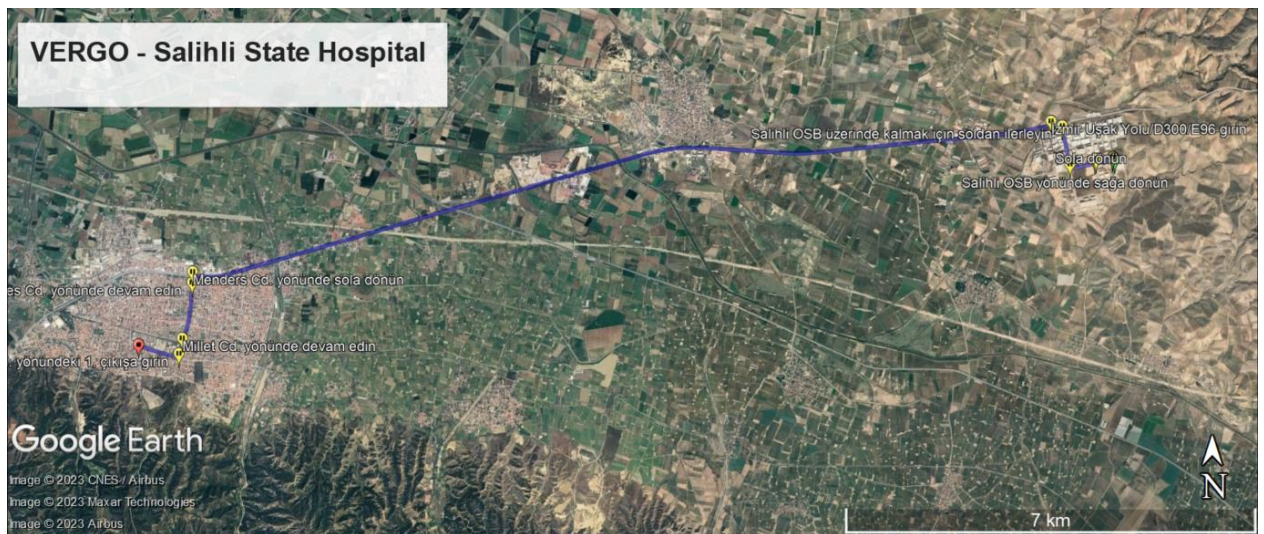 VERGO - Salihli State Hospital
Salihli OSB üzerinde kalmak için soldan ilerleyin
İzmir-Uşak Yolu/D300/E96 girin
Sola dönün
Salihli OSB yönünde sağa dönün
Menders Cd. yönünde sola dönün
es Cd. yönünde devam edin
Millet Cd. yönünde devam edin
. yönündeki 1. çıkışa girin
Google Earth
Image © 2023 CNES / Airbus
Image © 2023 Maxar Technologies
Image © 2023 Airbus
N
7 km